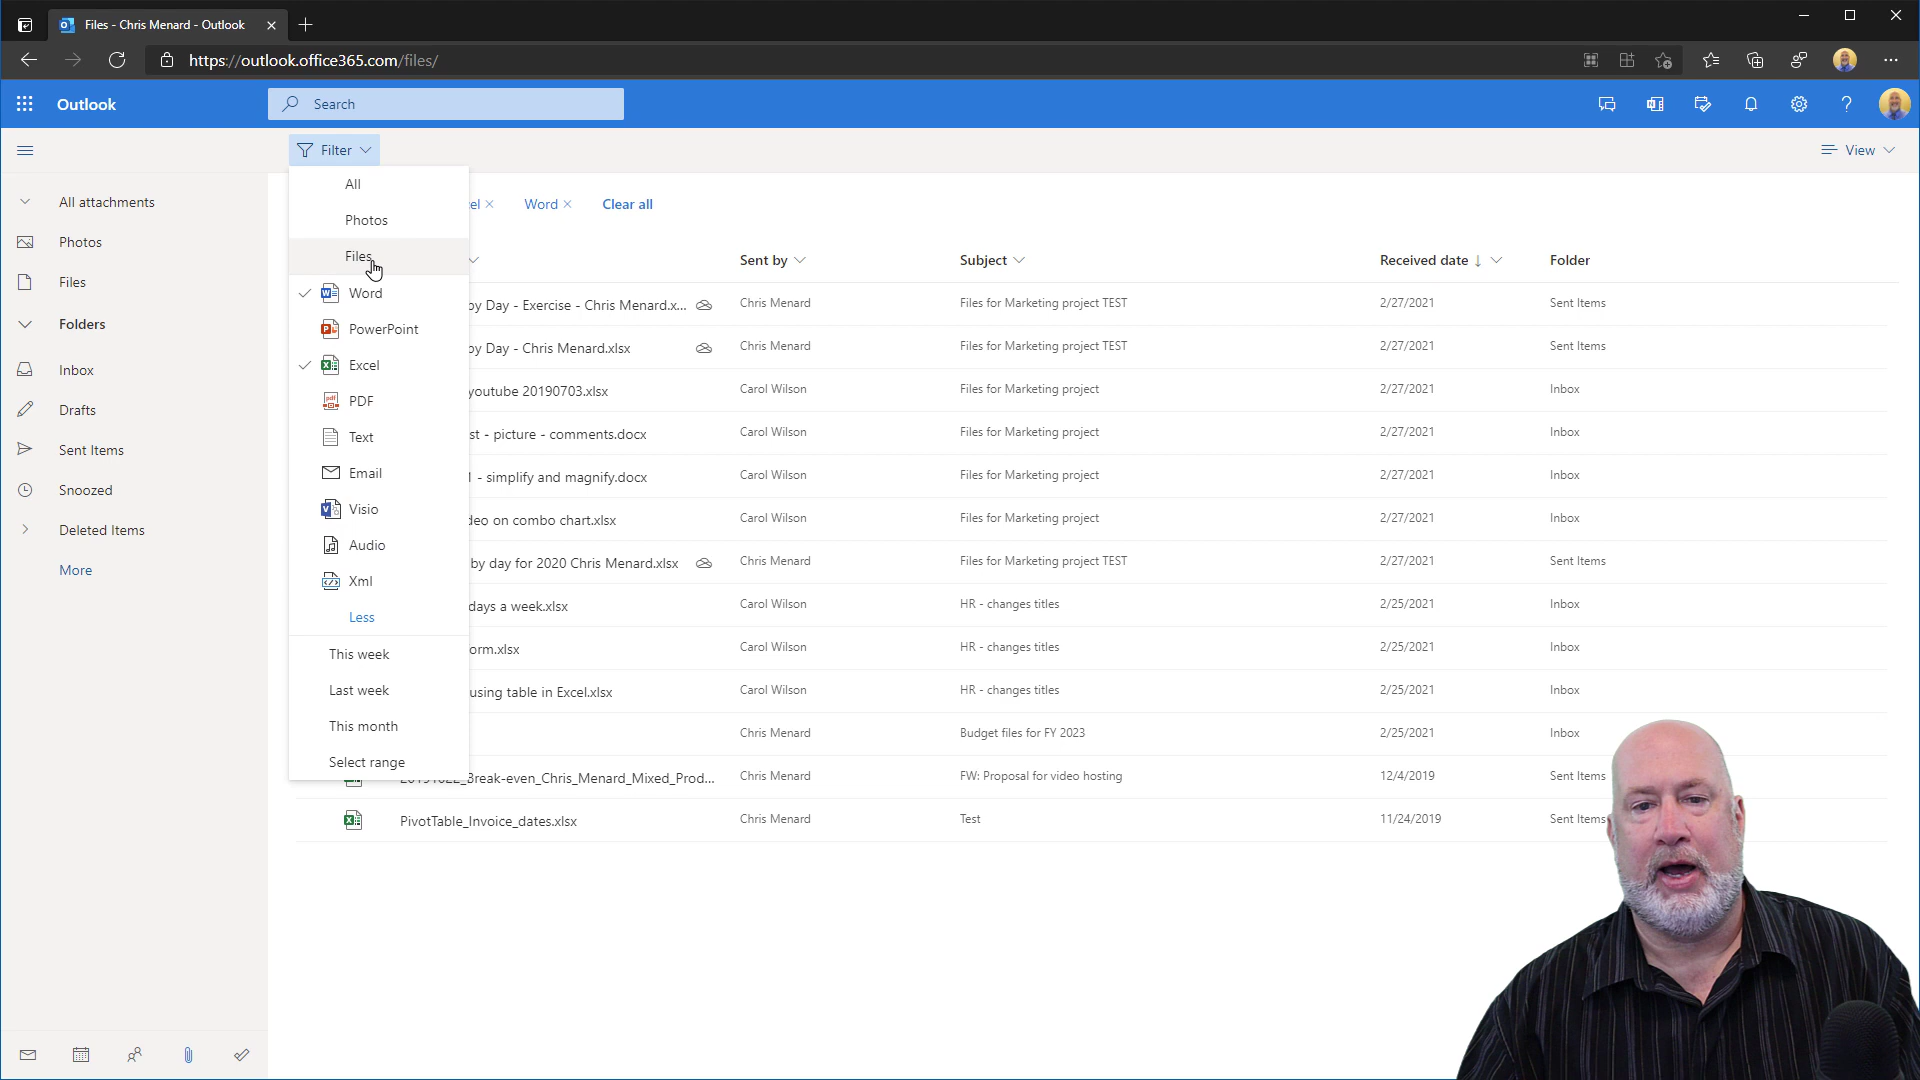 Files - Chris Menard - Outlook
https://outlook.office365.com/files/
Outlook
Search
Filter
View
All attachments
Photos
Files
Folders
Inbox
Drafts
Sent Items
Snoozed
Deleted Items
More
All
Photos
Files
Word
PowerPoint
Excel
PDF
Text
Email
Visio
Audio
Xml
Less
This week
Last week
This month
Select range
el Word Clear all
Sent by Subject Received date Folder
by Day - Exercise - Chris Menard.x... Chris Menard Files for Marketing project TEST 2/27/2021 Sent Items
by Day - Chris Menard.xlsx Chris Menard Files for Marketing project TEST 2/27/2021 Sent Items
youtube 20190703.xlsx Carol Wilson Files for Marketing project 2/27/2021 Inbox
st - picture - comments.docx Carol Wilson Files for Marketing project 2/27/2021 Inbox
- simplify and magnify.docx Carol Wilson Files for Marketing project 2/27/2021 Inbox
deo on combo chart.xlsx Carol Wilson Files for Marketing project 2/27/2021 Inbox
by day for 2020 Chris Menard.xlsx Chris Menard Files for Marketing project TEST 2/27/2021 Sent Items
days a week.xlsx Carol Wilson HR - changes titles 2/25/2021 Inbox
orm.xlsx Carol Wilson HR - changes titles 2/25/2021 Inbox
using table in Excel.xlsx Carol Wilson HR - changes titles 2/25/2021 Inbox
Chris Menard Budget files for FY 2023 2/25/2021 Inbox
Break-even_Chris_Menard_Mixed_Prod... Chris Menard FW: Proposal for video hosting 12/4/2019 Sent Items
PivotTable_Invoice_dates.xlsx Chris Menard Test 11/24/2019 Sent Items